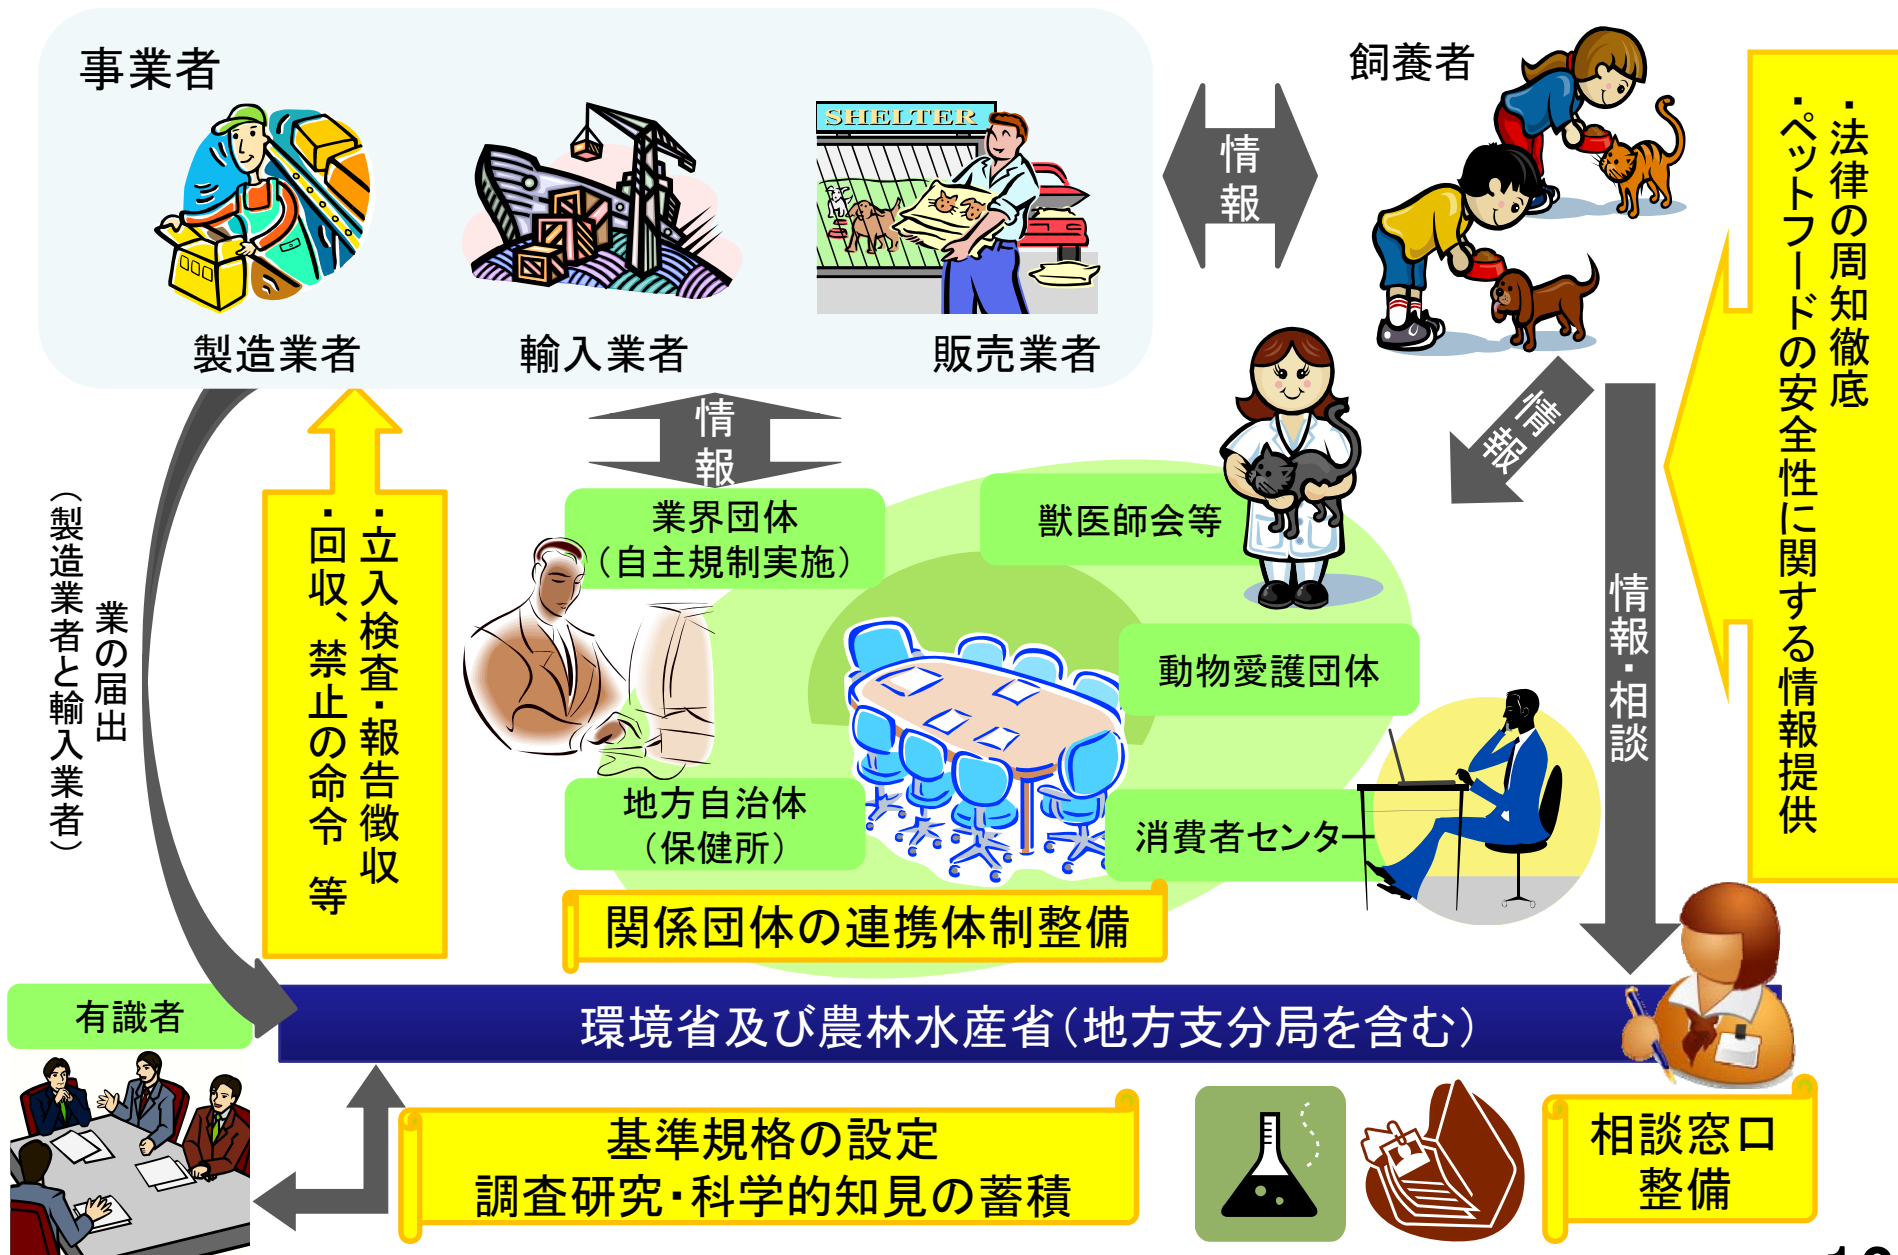 事業者
SHELTER
製造業者
輸入業者
販売業者
情報
飼養者
・法律の周知徹底
・ペットフードの安全性に関する情報提供
情報
情報
情報・相談
業の届出
（製造業者と輸入業者）
・立入検査・報告徴収
・回収、禁止の命令 等
業界団体
（自主規制実施）
獣医師会等
動物愛護団体
地方自治体
（保健所）
消費者センター
関係団体の連携体制整備
有識者
環境省及び農林水産省（地方支分局を含む）
基準規格の設定
調査研究・科学的知見の蓄積
相談窓口
整備